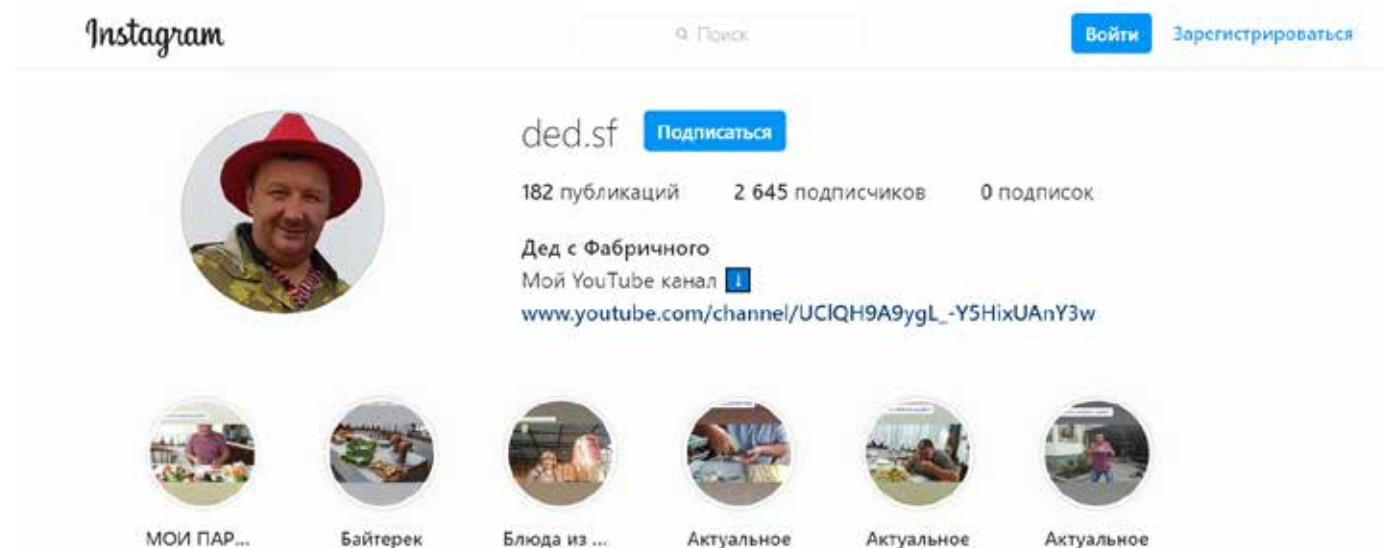 Instagram
Поиск
Войти
Зарегистрироваться
ded.sf
Подписаться
182 публикаций 2 645 подписчиков 0 подписок
Дед с Фабричного
Мой YouTube канал
www.youtube.com/channel/UClQH9A9ygL_-Y5HixUAnY3w
МОИ ПАР... Байтерек Блюда из ... Актуальное Актуальное Актуальное